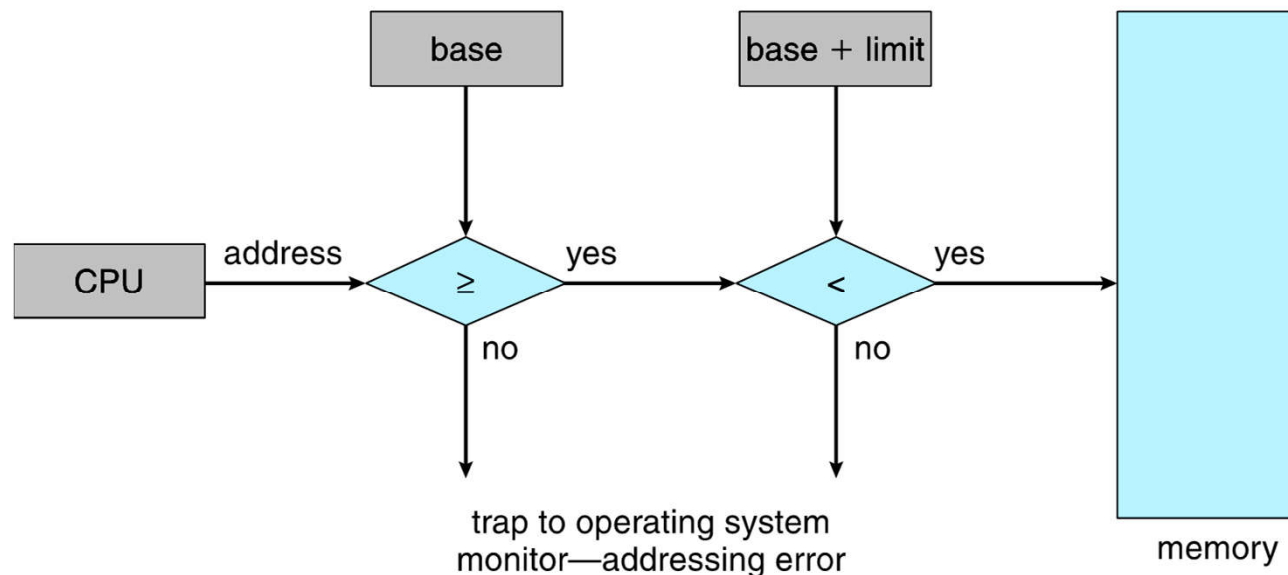 base
base + limit
CPU
address
≥
yes
<
yes
no
no
trap to operating system
monitor—addressing error
memory